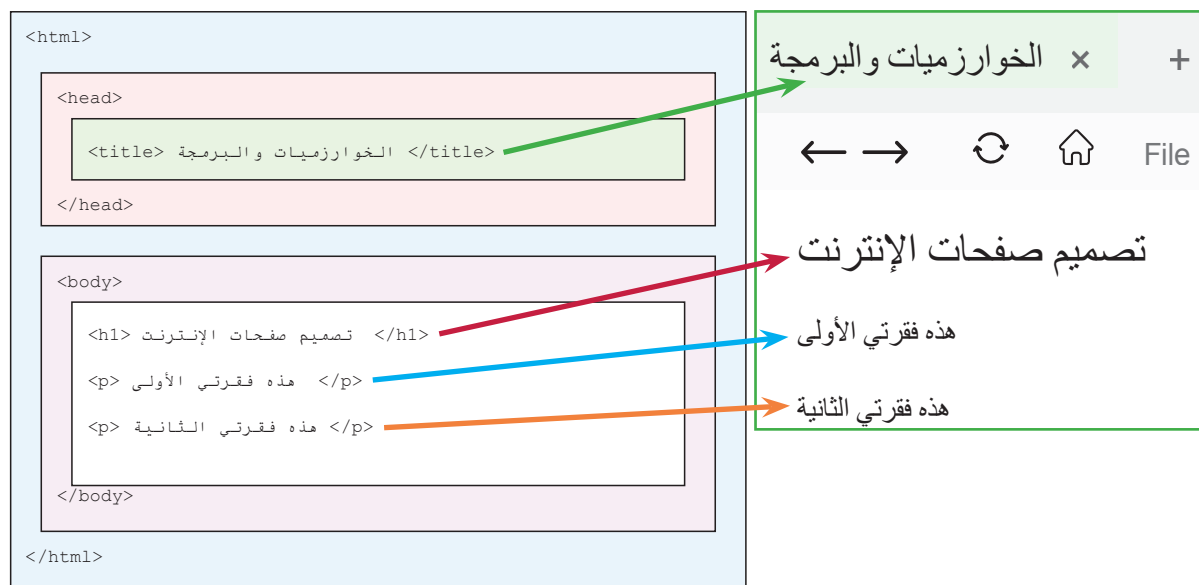 <html>
<head>
<title> الخوارزميات والبرمجة </title>
</head>
<body>
<h1> تصميم صفحات الإنترنت </h1>
<p> هذه فقرتي الأولى </p>
<p> هذه فقرتي الثانية </p>
</body>
</html>
الخوارزميات والبرمجة × +
File
تصميم صفحات الإنترنت
هذه فقرتي الأولى
هذه فقرتي الثانية